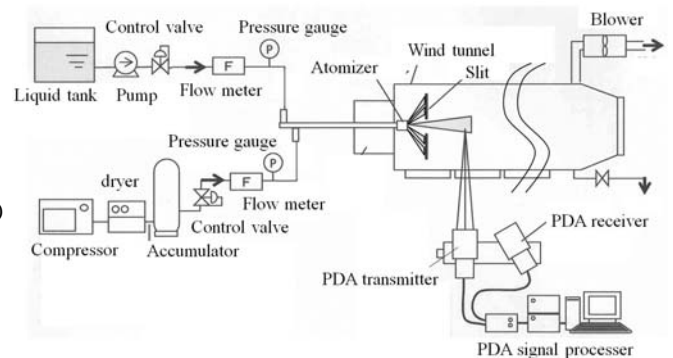 Control valve
Pressure gauge
Blower
P
Wind tunnel
F
Atomizer
Slit
Liquid tank
Pump
Flow meter
Pressure gauge
P
dryer
F
Flow meter
PDA receiver
Control valve
Compressor
Accumulator
PDA transmitter
PDA signal processer
)